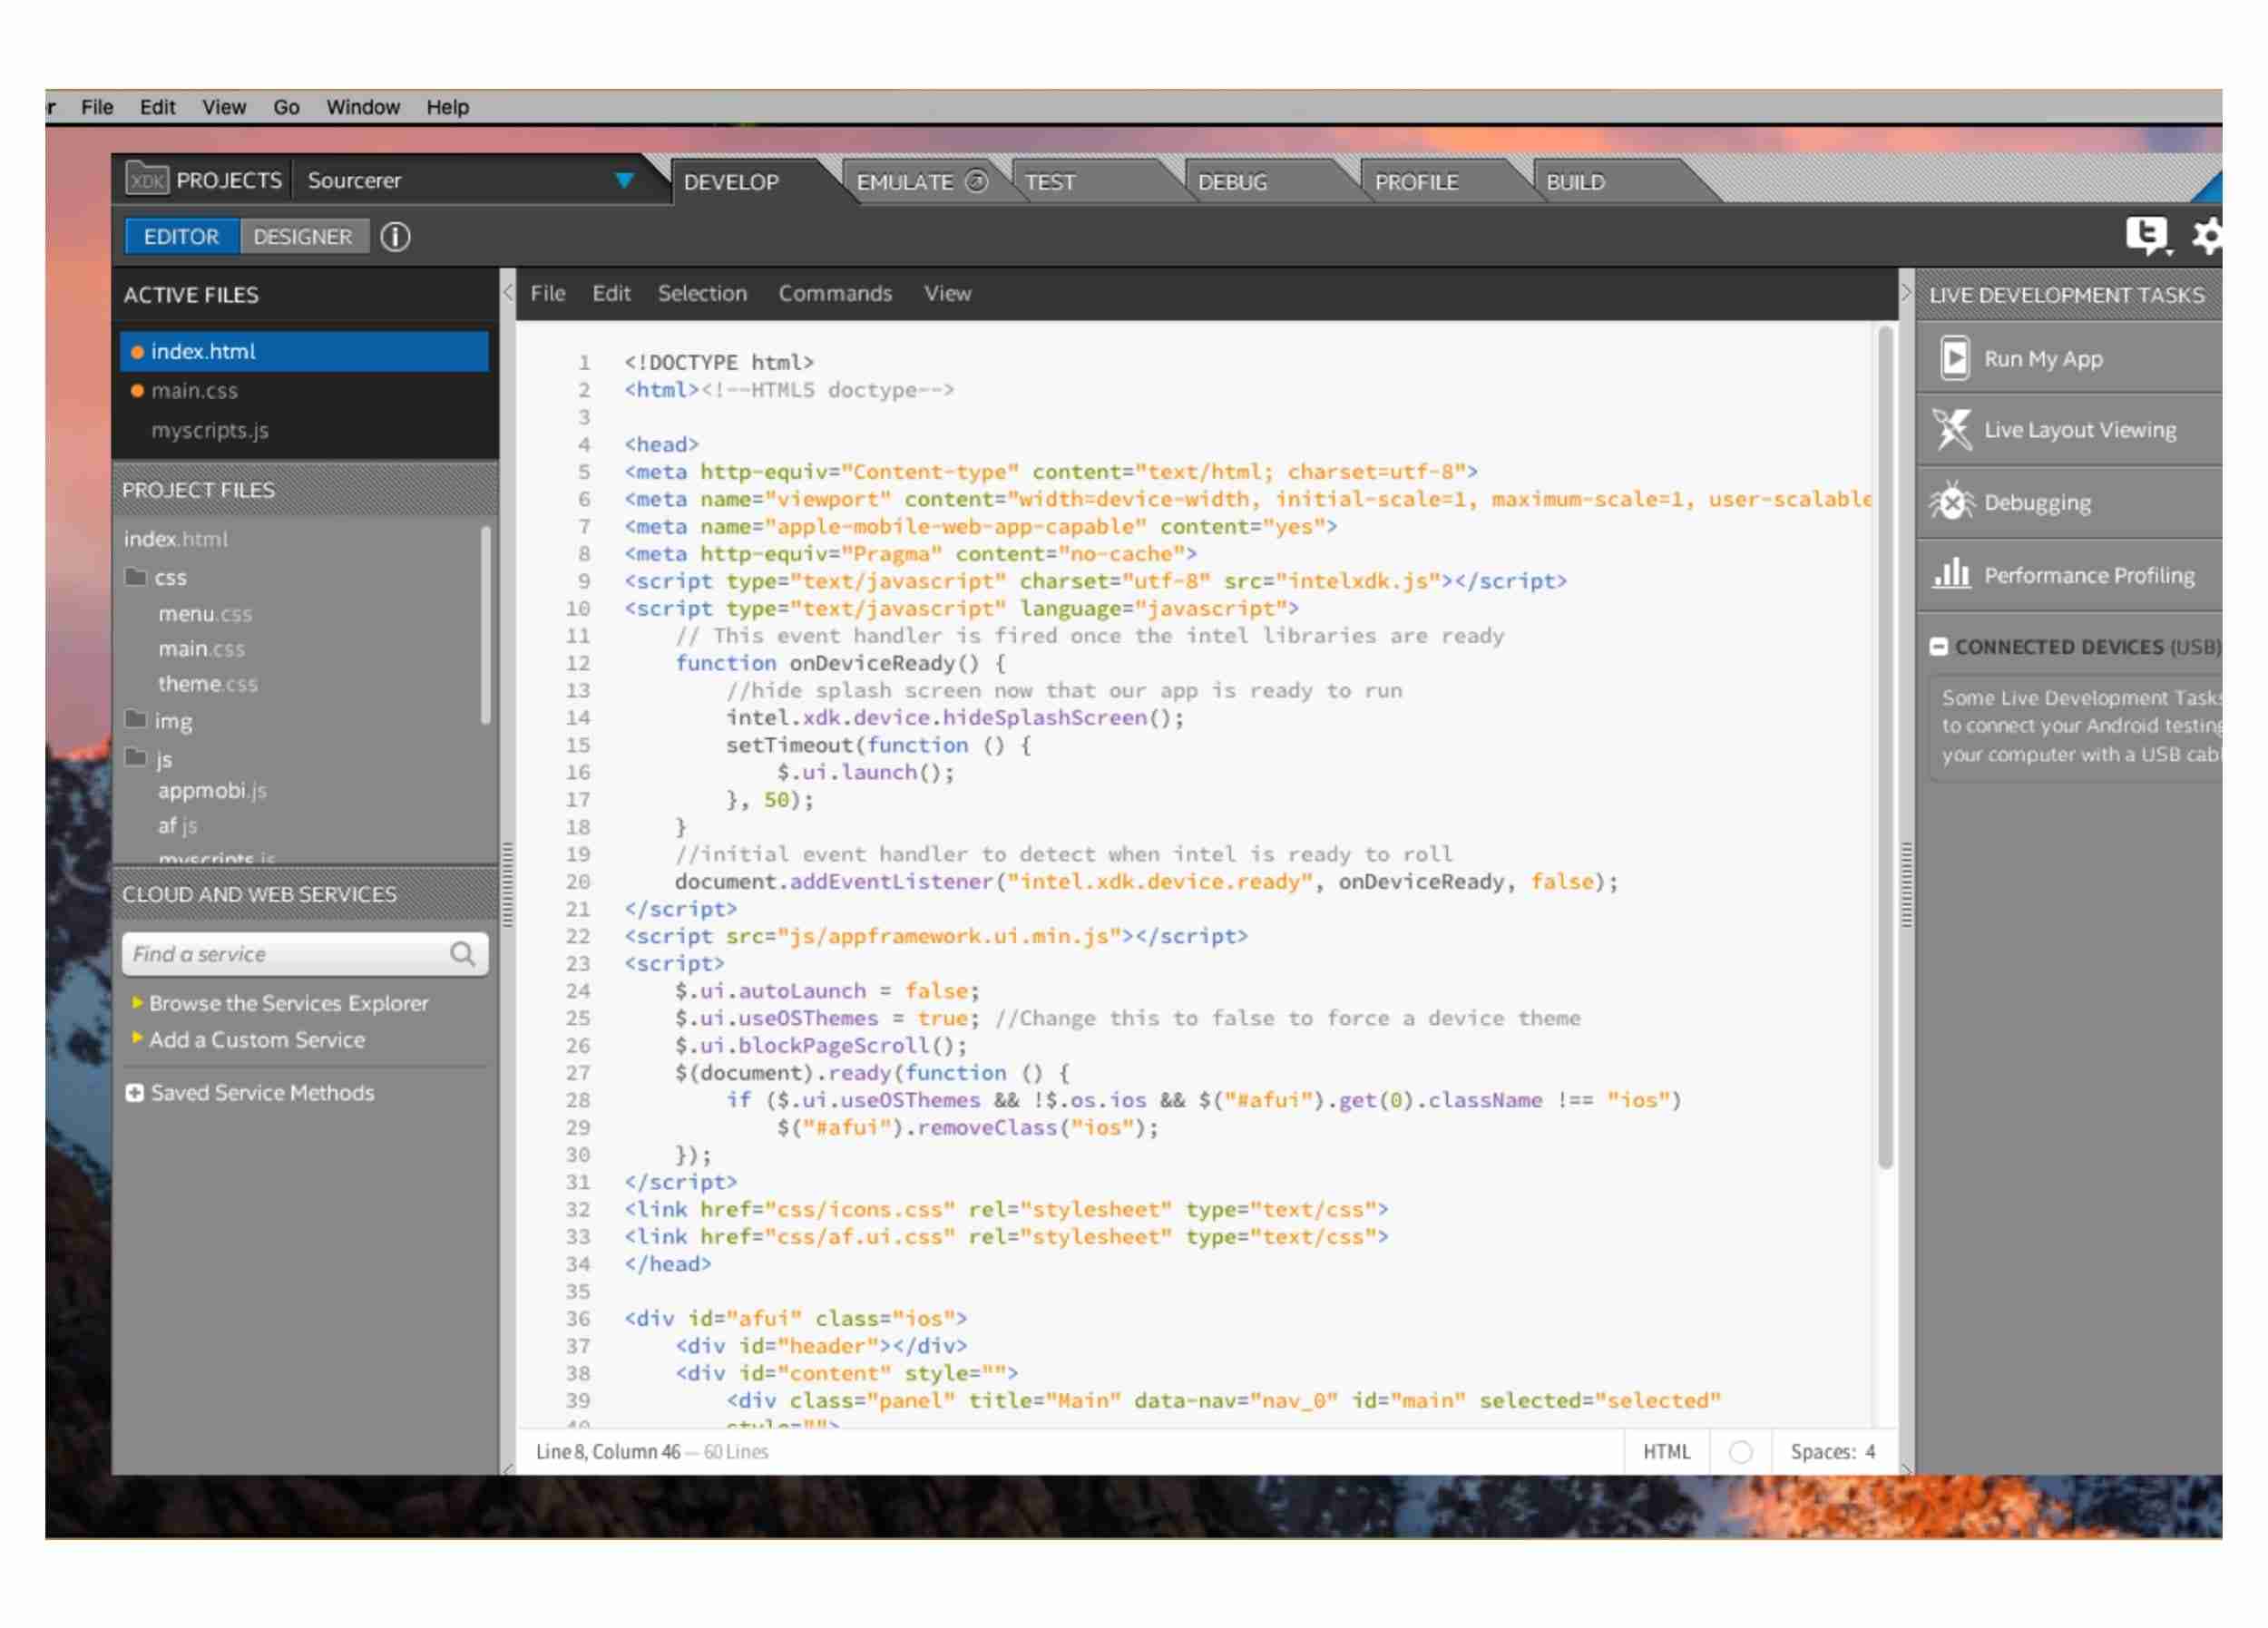 r File Edit View Go Window Help
XDK PROJECTS Sourcerer DEVELOP EMULATE TEST DEBUG PROFILE BUILD
EDITOR DESIGNER i
ACTIVE FILES
index.html
main.css
myscripts.js
PROJECT FILES
index.html
css
menu.css
main.css
theme.css
img
js
appmobi.js
af js
myscripts.js
CLOUD AND WEB SERVICES
Find a service
Browse the Services Explorer
Add a Custom Service
Saved Service Methods
File Edit Selection Commands View
1 <!DOCTYPE html>
2 <html><!--HTML5 doctype-->
3
4 <head>
5 <meta http-equiv="Content-type" content="text/html; charset=utf-8">
6 <meta name="viewport" content="width=device-width, initial-scale=1, maximum-scale=1, user-scalable
7 <meta name="apple-mobile-web-app-capable" content="yes">
8 <meta http-equiv="Pragma" content="no-cache">
9 <script type="text/javascript" charset="utf-8" src="intelxdk.js"></script>
10 <script type="text/javascript" language="javascript">
11 // This event handler is fired once the intel libraries are ready
12 function onDeviceReady() {
13 //hide splash screen now that our app is ready to run
14 intel.xdk.device.hideSplashScreen();
15 setTimeout(function () {
16 $.ui.launch();
17 }, 50);
18 }
19 //initial event handler to detect when intel is ready to roll
20 document.addEventListener("intel.xdk.device.ready", onDeviceReady, false);
21 </script>
22 <script src="js/appframework.ui.min.js"></script>
23 <script>
24 $.ui.autoLaunch = false;
25 $.ui.useOSThemes = true; //Change this to false to force a device theme
26 $.ui.blockPageScroll();
27 $(document).ready(function () {
28 if ($.ui.useOSThemes && !$.os.ios && $("#afui").get(0).className !== "ios")
29 $("#afui").removeClass("ios");
30 });
31 </script>
32 <link href="css/icons.css" rel="stylesheet" type="text/css">
33 <link href="css/af.ui.css" rel="stylesheet" type="text/css">
34 </head>
35
36 <div id="afui" class="ios">
37 <div id="header"></div>
38 <div id="content" style="">
39 <div class="panel" title="Main" data-nav="nav_0" id="main" selected="selected"
40 style="">
Line 8, Column 46 — 60 Lines HTML Spaces: 4
LIVE DEVELOPMENT TASKS
Run My App
Live Layout Viewing
Debugging
Performance Profiling
CONNECTED DEVICES (USB)
Some Live Development Tasks
to connect your Android testing
your computer with a USB cabl